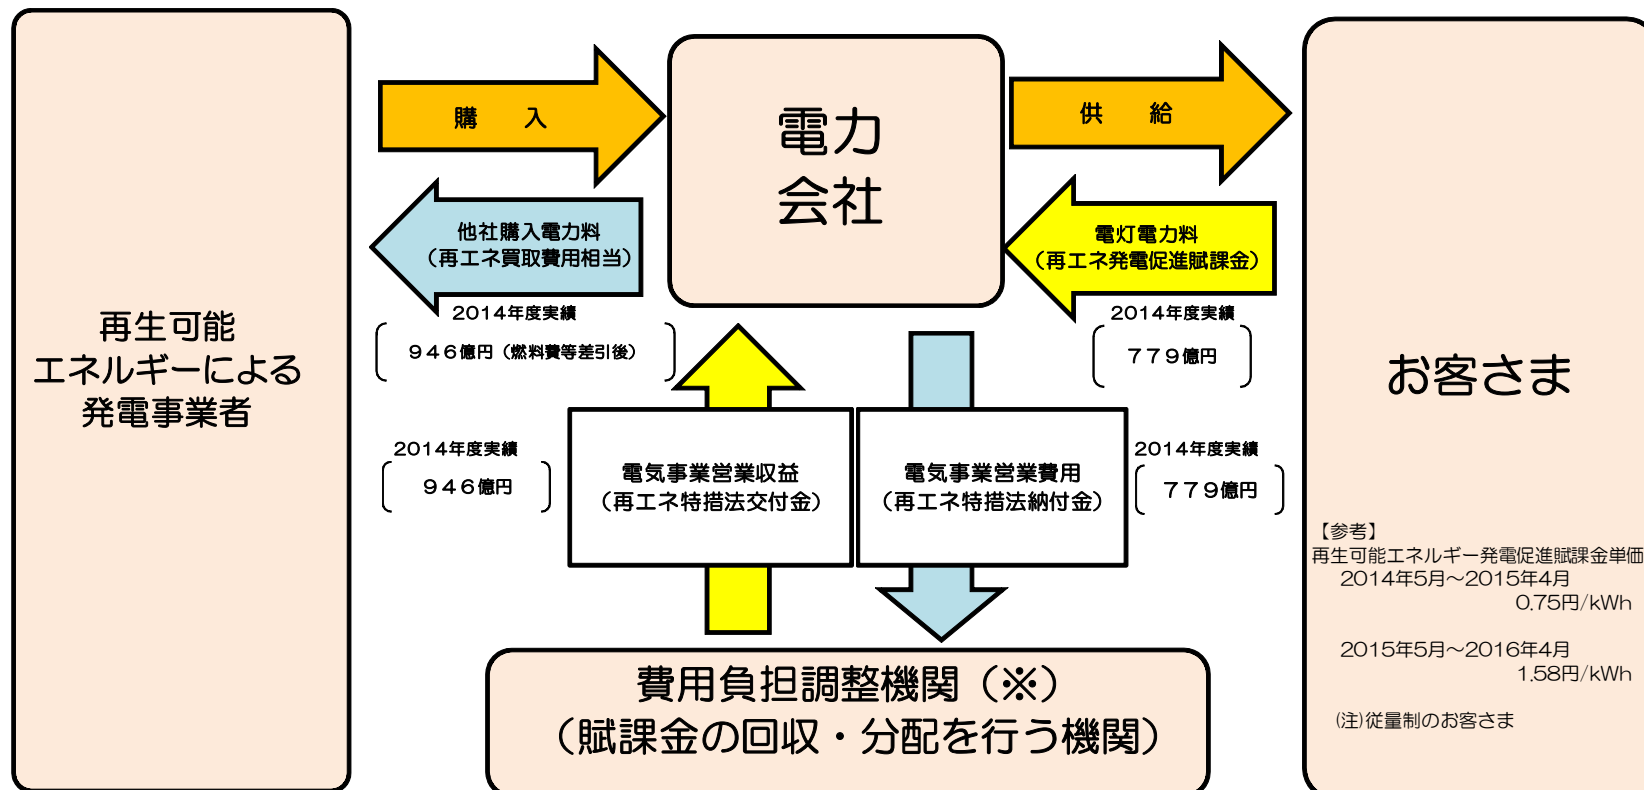 再生可能
エネルギーによる
発電事業者
購　入
他社購入電力料
（再エネ買取費用相当）
2014年度実績
９４６億円（燃料費等差引後）
電力
会社
供　給
電灯電力料
（再エネ発電促進賦課金）
2014年度実績
７７９億円
2014年度実績
９４６億円
電気事業営業収益
（再エネ特措法交付金）
電気事業営業費用
（再エネ特措法納付金）
2014年度実績
７７９億円
費用負担調整機関（※）
（賦課金の回収・分配を行う機関）
お客さま
【参考】
再生可能エネルギー発電促進賦課金単価
2014年5月～2015年4月
0.75円/kWh
2015年5月～2016年4月
1.58円/kWh
(注)従量制のお客さま